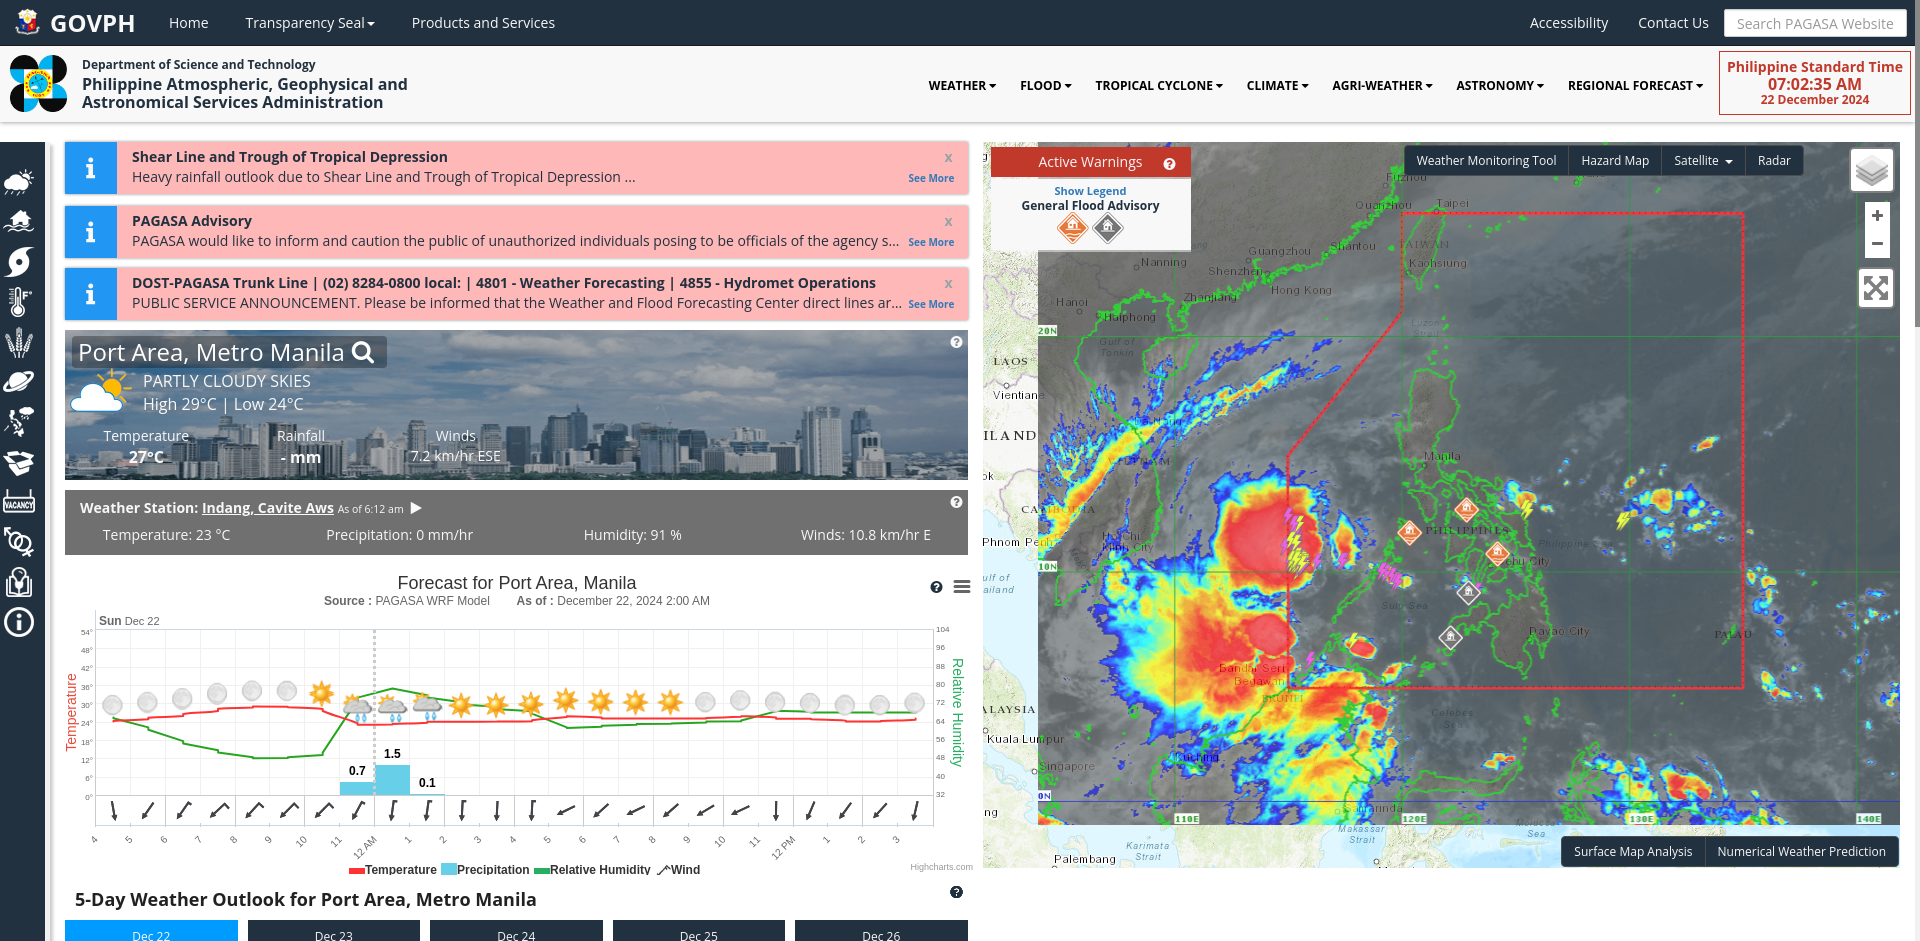 GOVPH
Home
Transparency Seal
Products and Services
Accessibility
Contact Us
Search PAGASA Website
Department of Science and Technology
Philippine Atmospheric, Geophysical and
Astronomical Services Administration
WEATHER
FLOOD
TROPICAL CYCLONE
CLIMATE
AGRI-WEATHER
ASTRONOMY
REGIONAL FORECAST
Philippine Standard Time
07:02:35 AM
22 December 2024
Shear Line and Trough of Tropical Depression
x
Heavy rainfall outlook due to Shear Line and Trough of Tropical Depression ...
See More
PAGASA Advisory
x
PAGASA would like to inform and caution the public of unauthorized individuals posing to be officials of the agency s...
See More
DOST-PAGASA Trunk Line | (02) 8284-0800 local: | 4801 - Weather Forecasting | 4855 - Hydromet Operations
x
PUBLIC SERVICE ANNOUNCEMENT. Please be informed that the Weather and Flood Forecasting Center direct lines ar...
See More
Port Area, Metro Manila
PARTLY CLOUDY SKIES
High 29°C | Low 24°C
Temperature
Rainfall
Winds
27°C
- mm
7.2 km/hr ESE
Weather Station: Indang, Cavite Aws As of 6:12 am
Temperature: 23 °C
Precipitation: 0 mm/hr
Humidity: 91 %
Winds: 10.8 km/hr E
Forecast for Port Area, Manila
Source : PAGASA WRF Model As of : December 22, 2024 2:00 AM
Sun Dec 22
54°
48°
42°
36°
30°
24°
18°
12°
6°
0°
Temperature
104
96
88
80
72
64
56
48
40
32
Relative Humidity
0.7
1.5
0.1
4
5
6
7
8
9
10
11
12 AM
1
2
3
4
5
6
7
8
9
10
11
12 PM
1
2
3
Temperature
Precipitation
Relative Humidity
Wind
Highcharts.com
5-Day Weather Outlook for Port Area, Metro Manila
Dec 22
Dec 23
Dec 24
Dec 25
Dec 26
VACANCY
Active Warnings
Show Legend
General Flood Advisory
Weather Monitoring Tool
Hazard Map
Satellite
Radar
+
−
Fuzhou
Quanzhou
Taipei
TAIWAN
Kaohsiung
Shantou
Guangzhou
Shenzhen
Hong Kong
Nanning
Zhanjiang
Hanoi
Haiphong
Gulf of
Tonkin
Luzon
Strait
20N
LAOS
Vientiane
ILAND
Da Nang
VIETNAM
CAMBODIA
Phnom Penh
Ho Chi
Minh City
10N
Manila
PHILIPPINES
Philippine Sea
Cebu City
Sulu Sea
Davao City
PALAU
Bandar Seri
Begawan
BRUNEI
Celebes
ALAYSIA
Kuala Lumpur
Kuching
Singapore
0N
110E
120E
130E
140E
Samarinda
Makassar
Strait
Karimata
Strait
Sea
Palembang
Surface Map Analysis
Numerical Weather Prediction